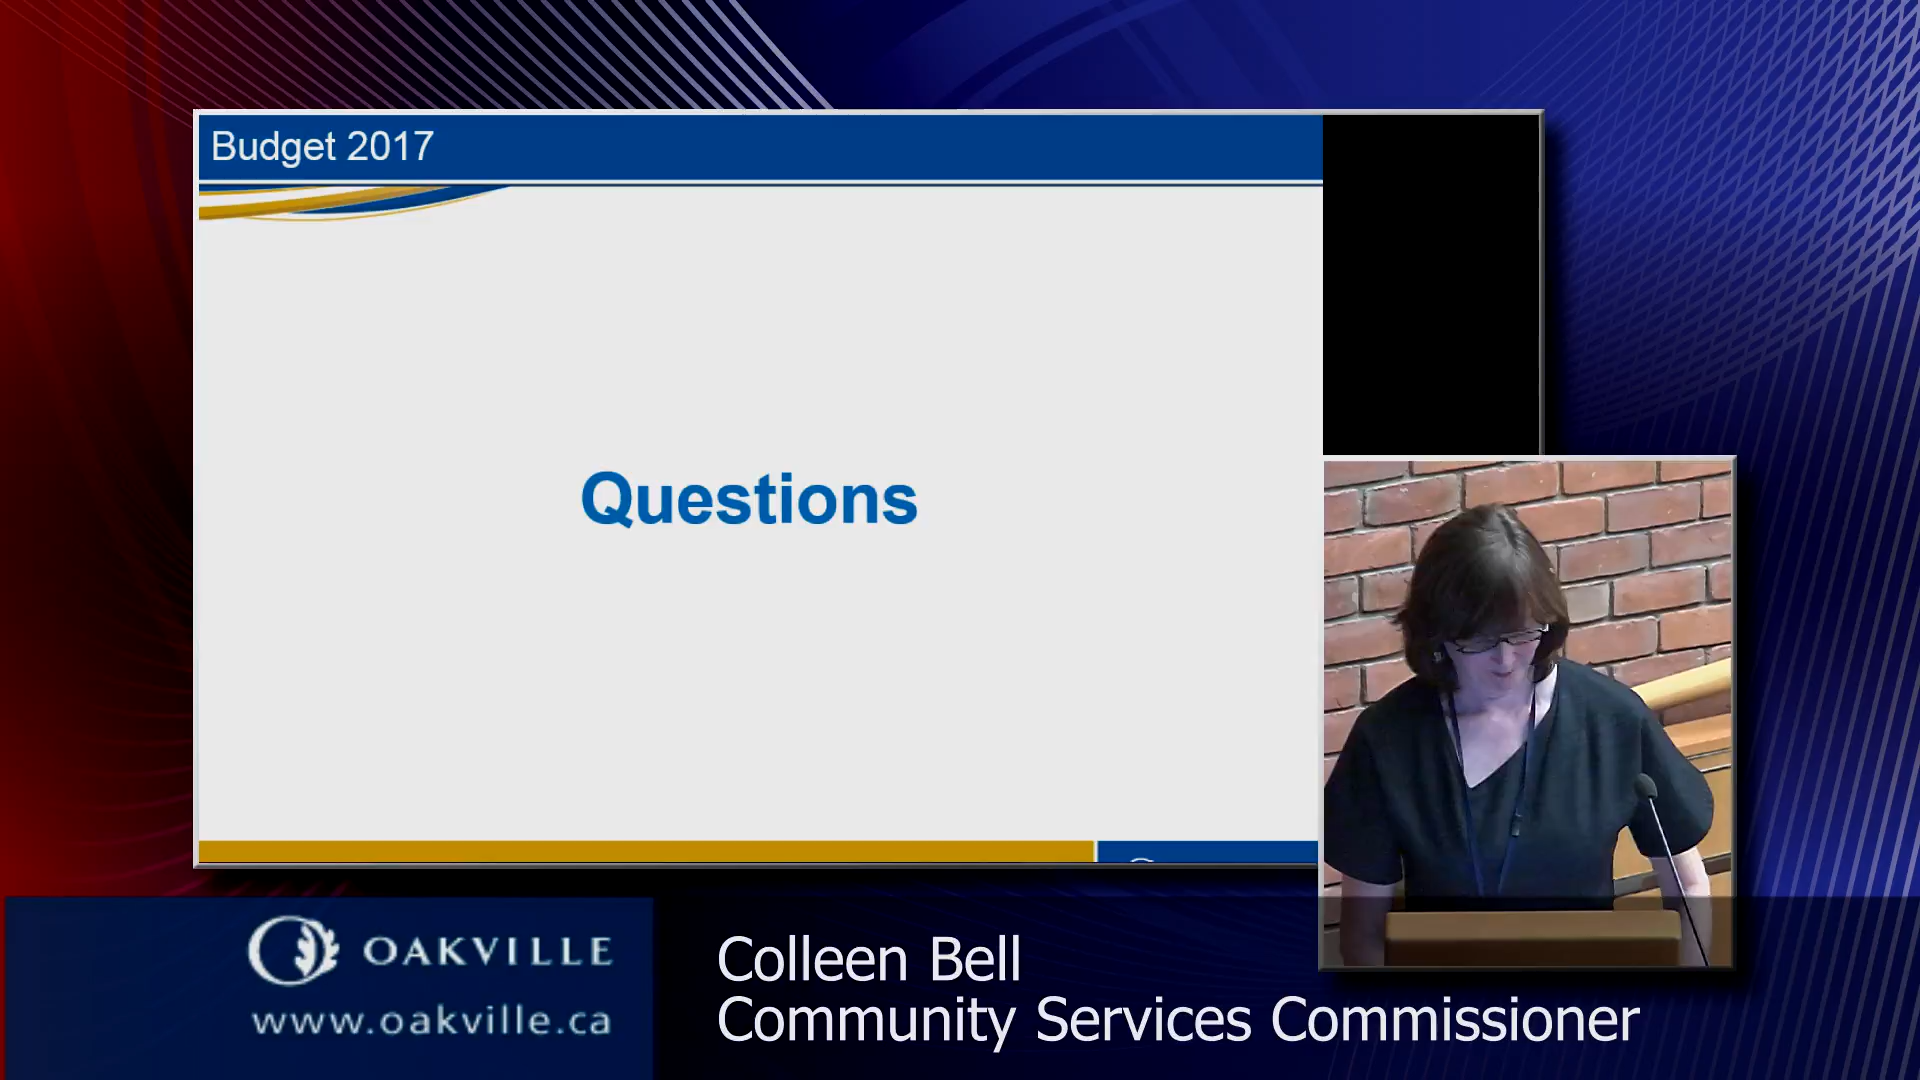 Budget 2017
Questions
OAKVILLE
www.oakville.ca
Colleen Bell
Community Services Commissioner